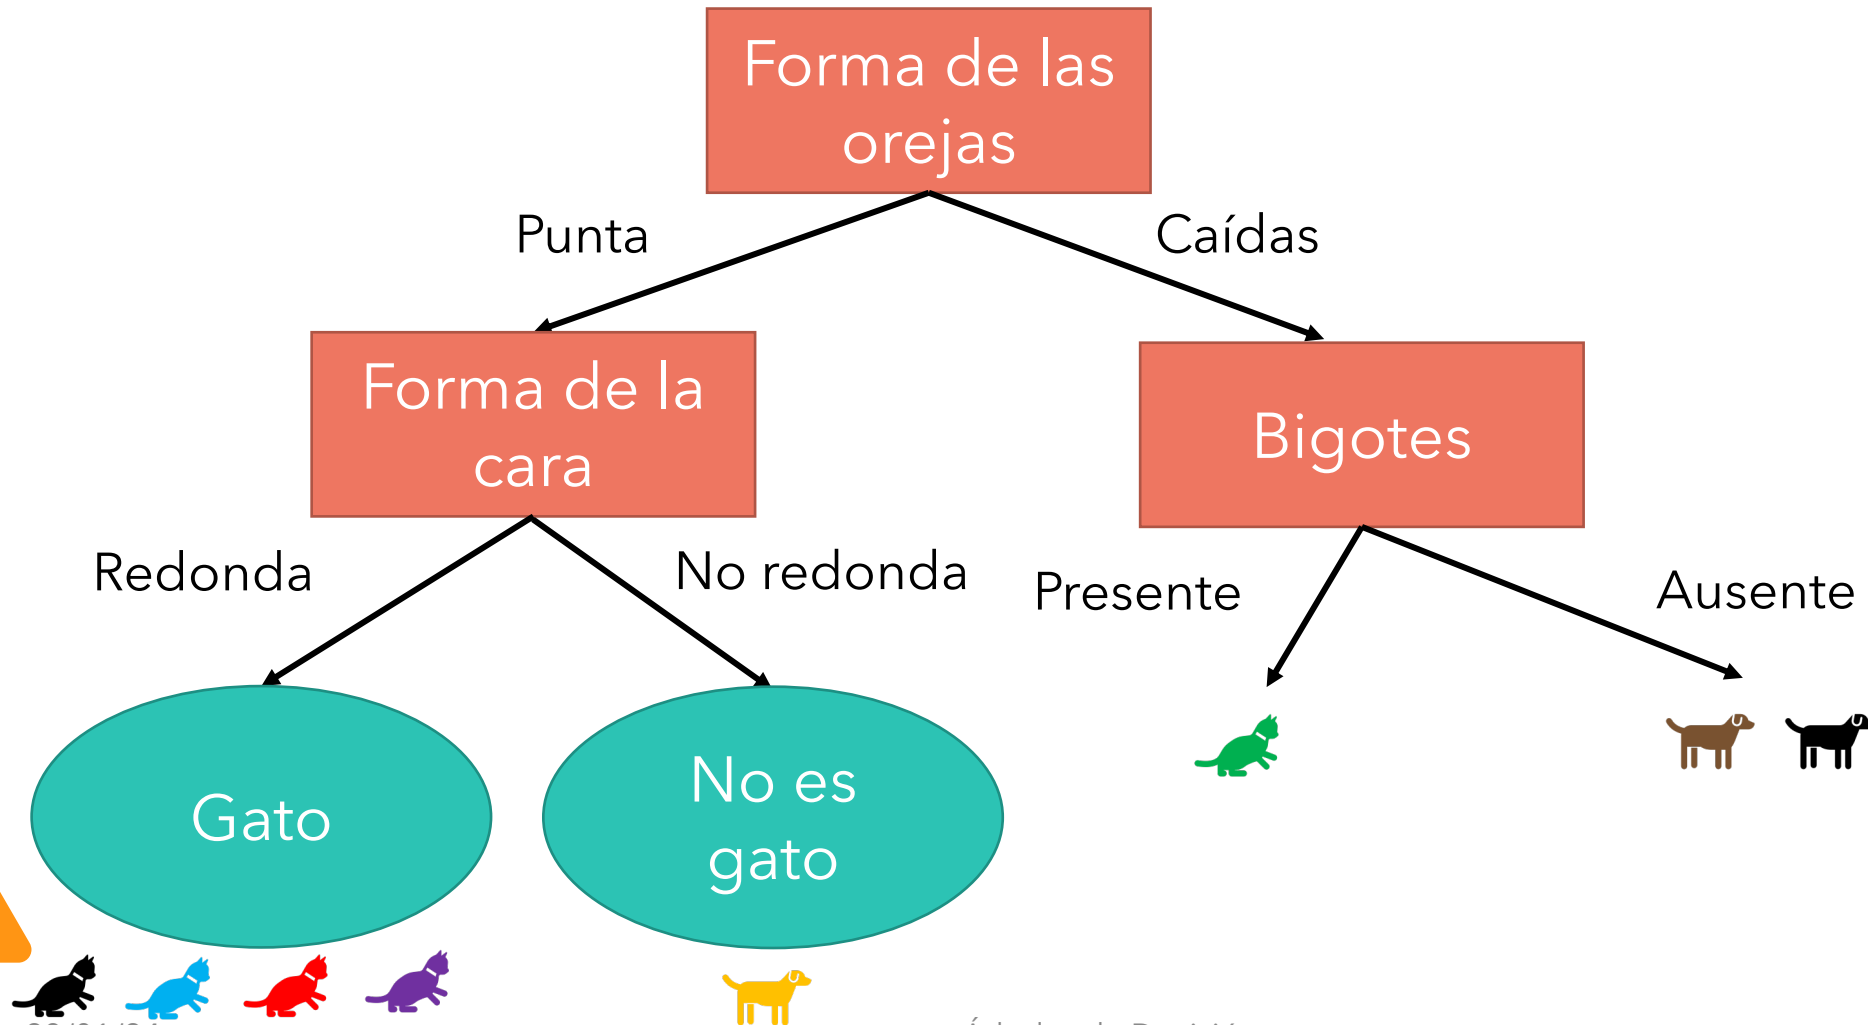 Forma de las
orejas
Punta
Caídas
Forma de la
cara
Bigotes
Redonda
No redonda
Presente
Ausente
Gato
No es
gato